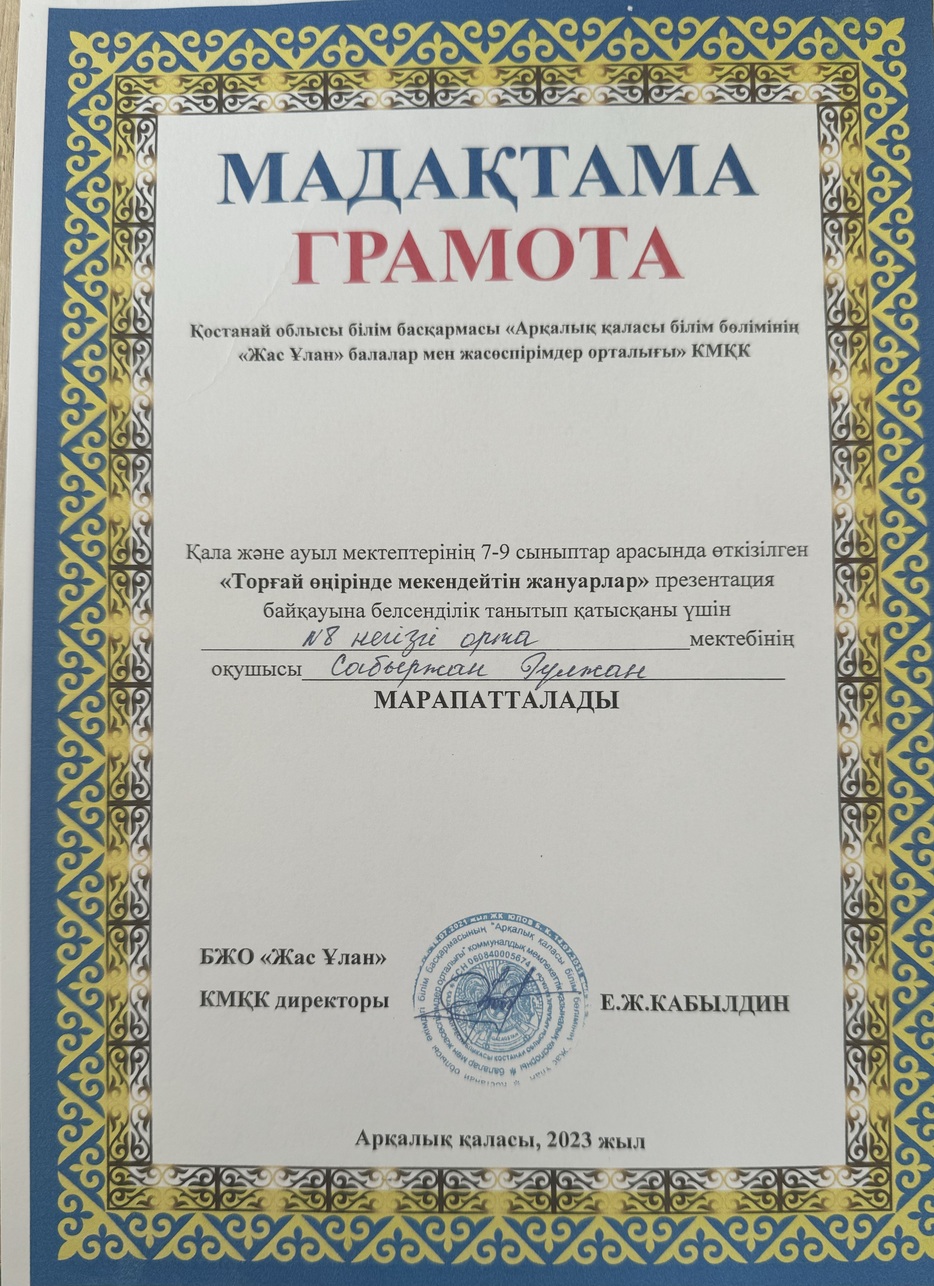 МАДАҚТАМА
ГРАМОТА
Қостанай облысы білім басқармасы «Арқалық қаласы білім бөлімінің
«Жас Ұлан» балалар мен жасөспірімдер орталығы» КМҚК
Қала және ауыл мектептерінің 7-9 сыныптар арасында өткізілген
«Торғай өңірінде мекендейтін жануарлар» презентация
байқауына белсенділік танытып қатысқаны үшін
№8 негізгі орта мектебінің
оқушысы Сабыржан Гулжан
МАРАПАТТАЛАДЫ
БЖО «Жас Ұлан»
КМҚК директоры
Е.Ж.КАБЫЛДИН
060840005674
Арқалық қаласы, 2023 жыл